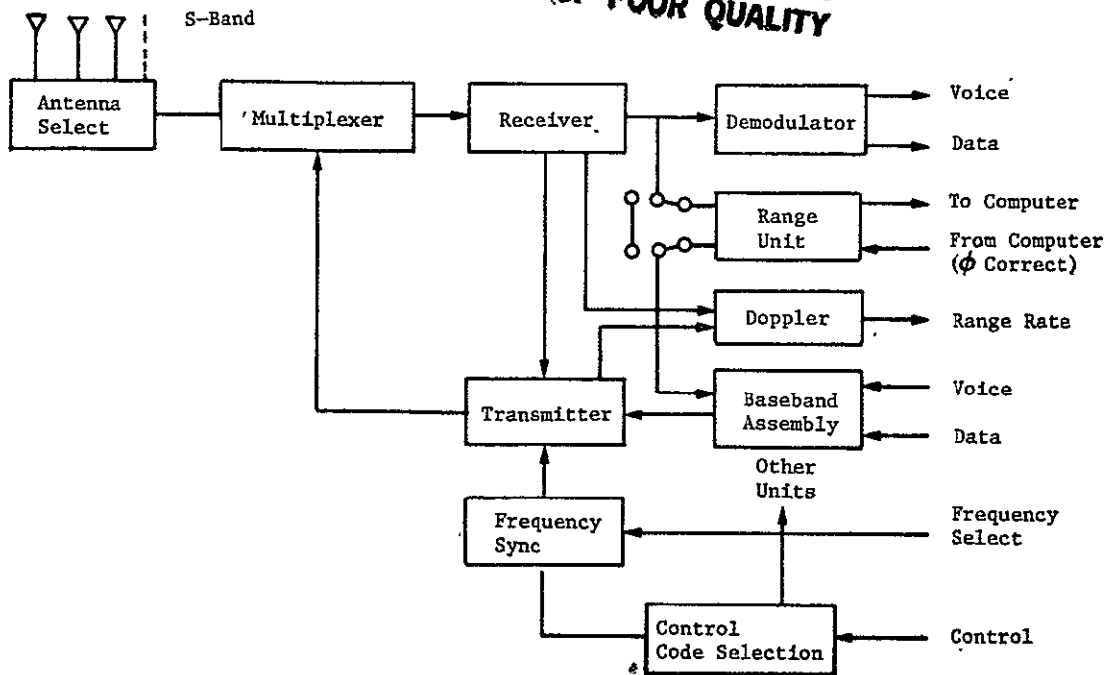 POOR QUALITY
S-Band
Antenna
Select
Multiplexer
Receiver
Demodulator
Voice
Data
Range
Unit
To Computer
From Computer
(ϕ Correct)
Doppler
Range Rate
Transmitter
Baseband
Assembly
Voice
Data
Other
Units
Frequency
Sync
Frequency
Select
Control
Code Selection
Control